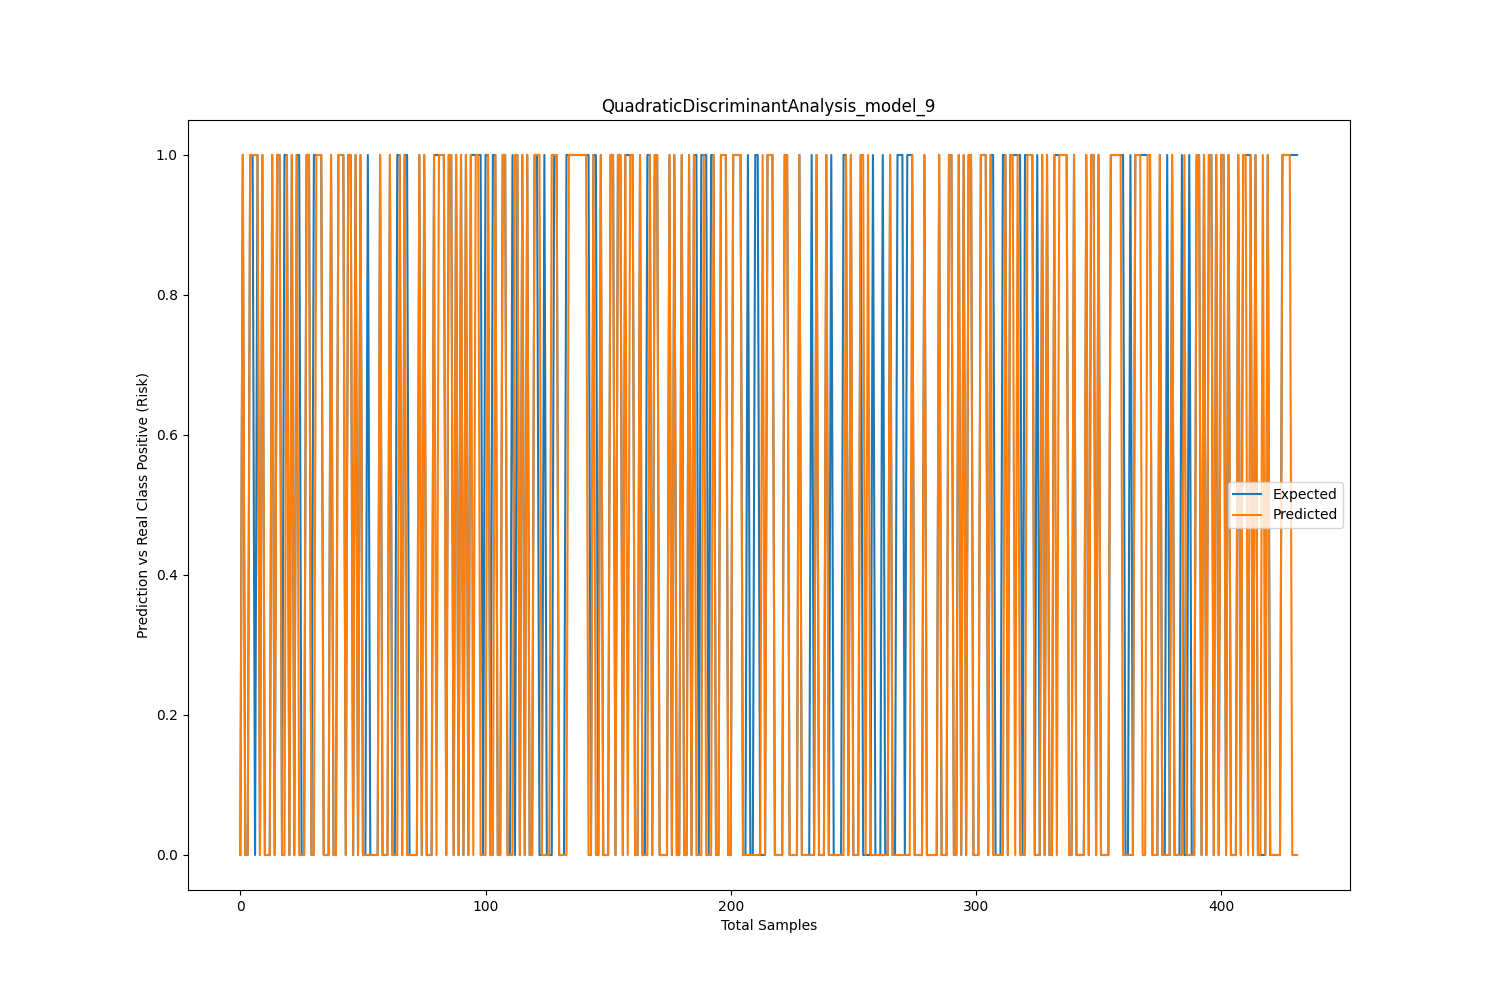 QuadraticDiscriminantAnalysis_model_9
1.0
0.8
0.6
0.4
0.2
0.0
Prediction vs Real Class Positive (Risk)
Expected
Predicted
0
100
200
300
400
Total Samples